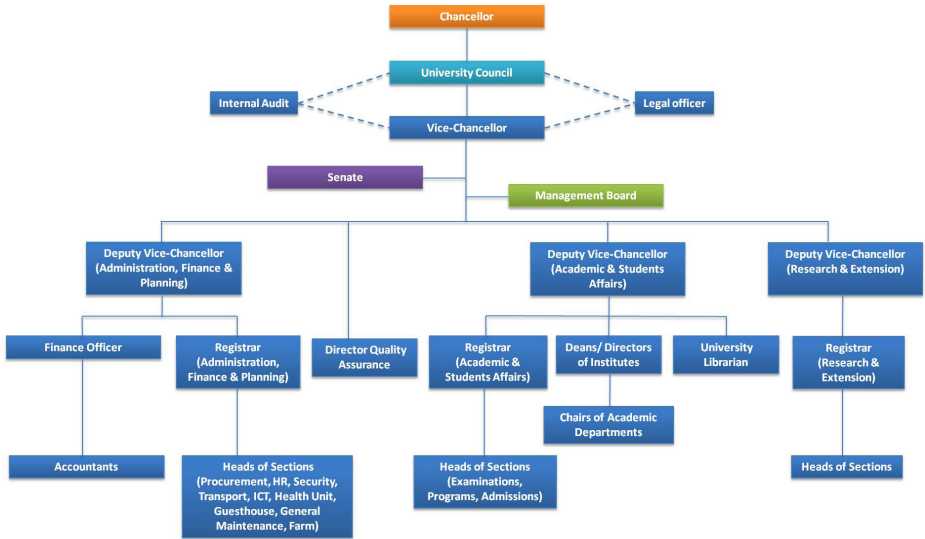 Chancellor
University Council
Internal Audit
Legal officer
Vice-Chancellor
Senate
Management Board
Deputy Vice-Chancellor
(Administration, Finance &
Planning)
Deputy Vice-Chancellor
(Academic & Students
Affairs)
Deputy Vice-Chancellor
(Research & Extension)
Finance Officer
Registrar
(Administration,
Finance & Planning)
Director Quality
Assurance
Registrar
(Academic &
Students Affairs)
Deans/ Directors
of Institutes
University
Librarian
Registrar
(Research &
Extension)
Chairs of Academic
Departments
Accountants
Heads of Sections
(Procurement, HR, Security,
Transport, ICT, Health Unit,
Guesthouse, General
Maintenance, Farm)
Heads of Sections
(Examinations,
Programs, Admissions)
Heads of Sections